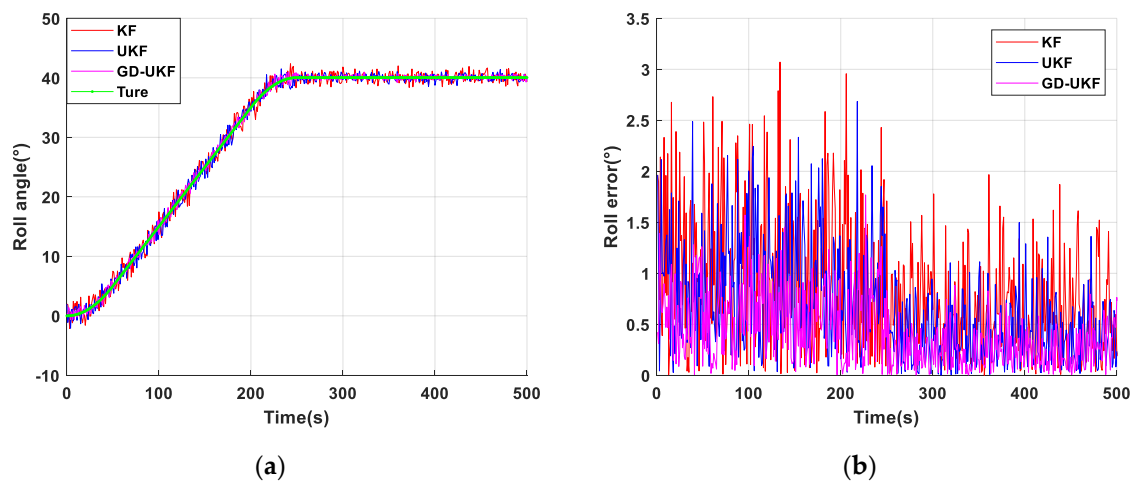 50
40
30
20
10
0
-10
0 100 200 300 400 500
Roll angle(°)
Time(s)
KF
UKF
GD-UKF
Ture
(a)
3.5
3
2.5
2
1.5
1
0.5
0
0 100 200 300 400 500
Roll error(°)
Time(s)
KF
UKF
GD-UKF
(b)